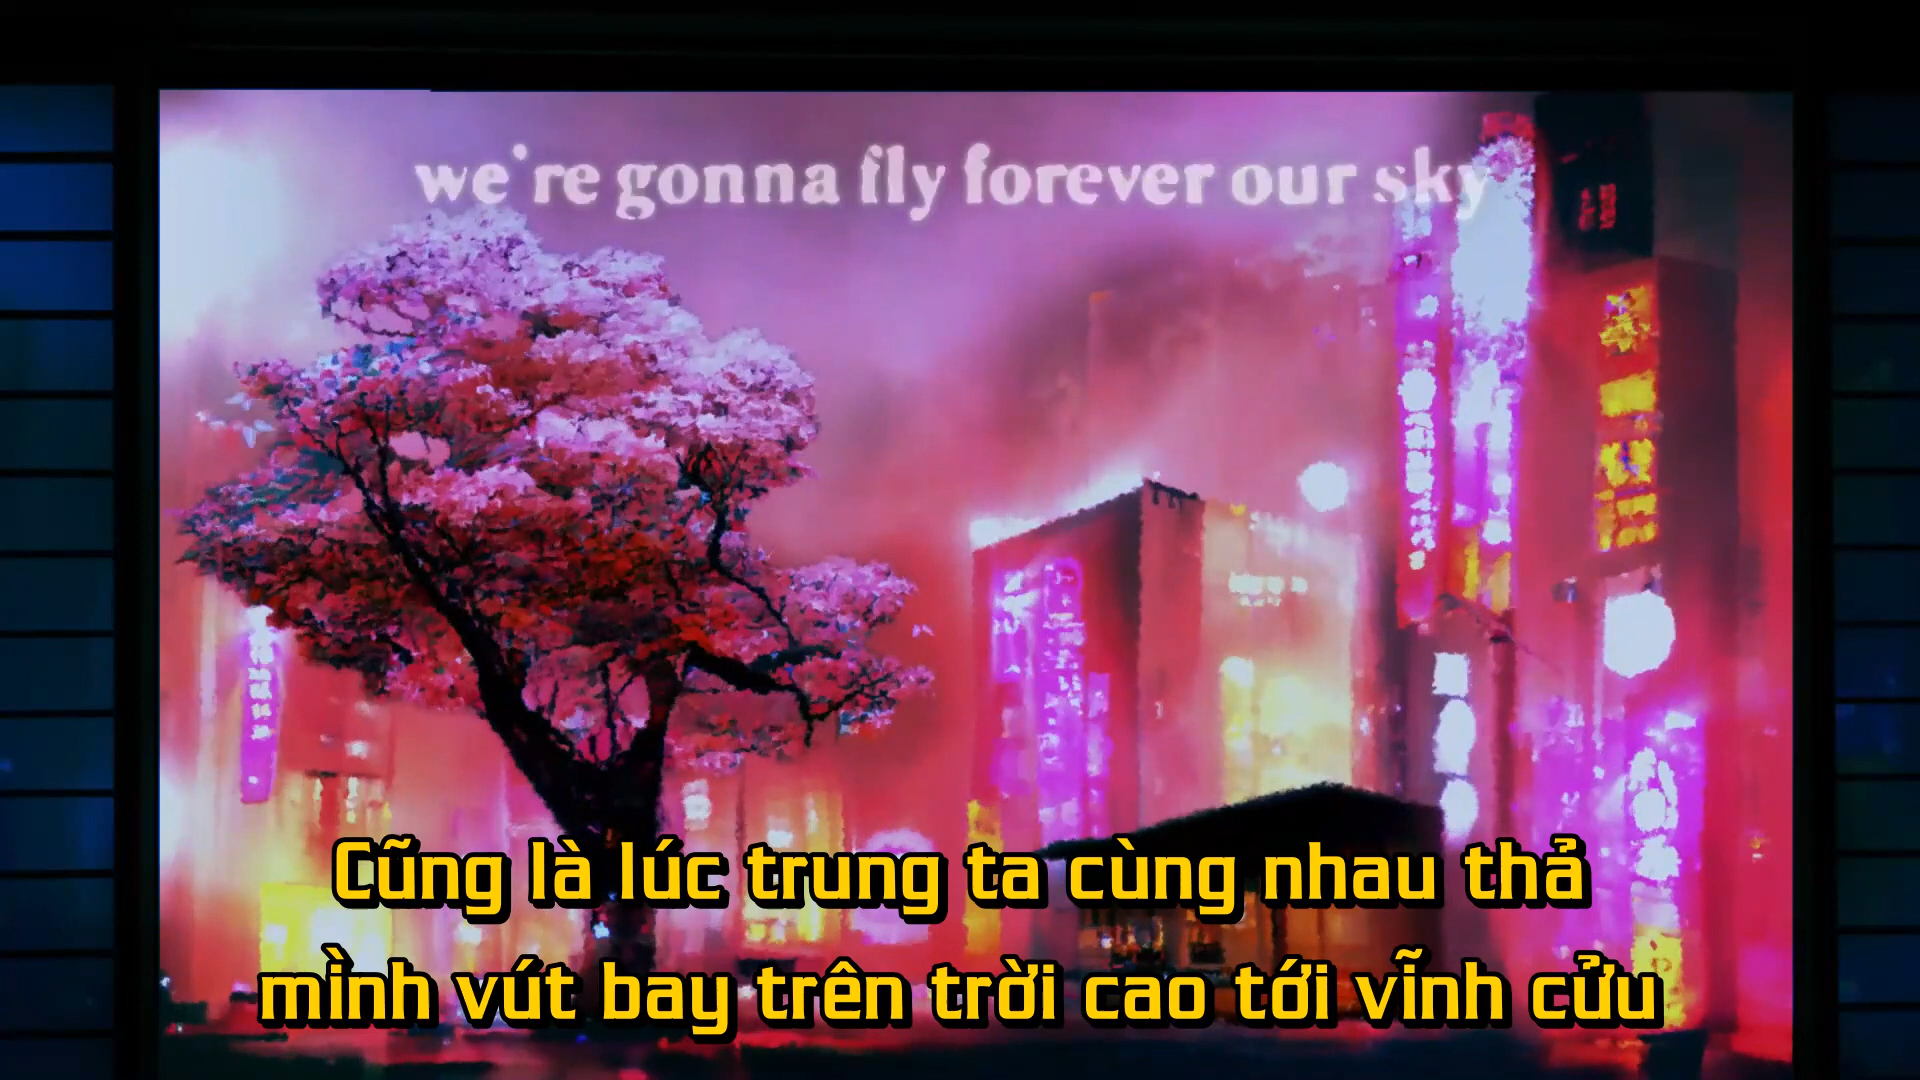 we're gonna fly forever our sky
Cũng là lúc trung ta cùng nhau thả
mình vút bay trên trời cao tới vĩnh cửu